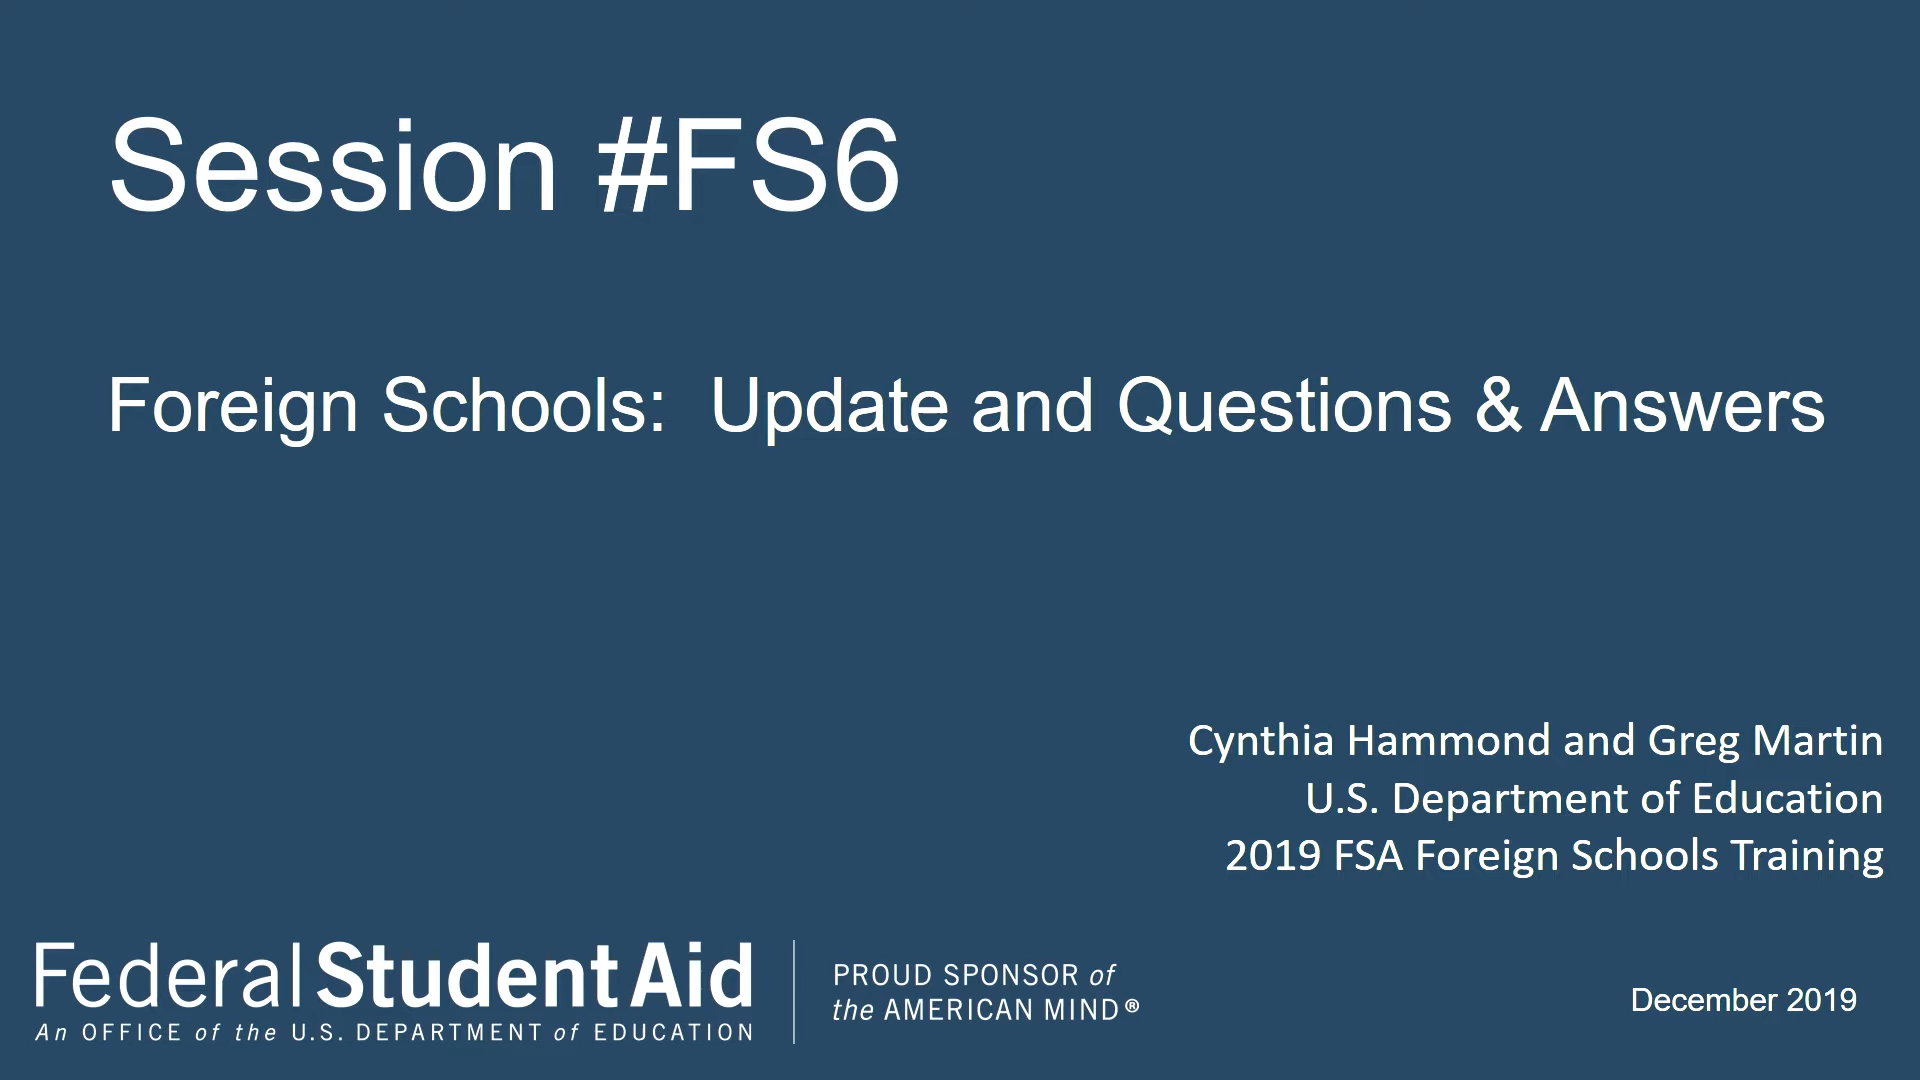 Session #FS6
Foreign Schools:  Update and Questions & Answers
Cynthia Hammond and Greg Martin
U.S. Department of Education
2019 FSA Foreign Schools Training
Federal Student Aid
An OFFICE of the U.S. DEPARTMENT of EDUCATION
PROUD SPONSOR of
the AMERICAN MIND®
December 2019